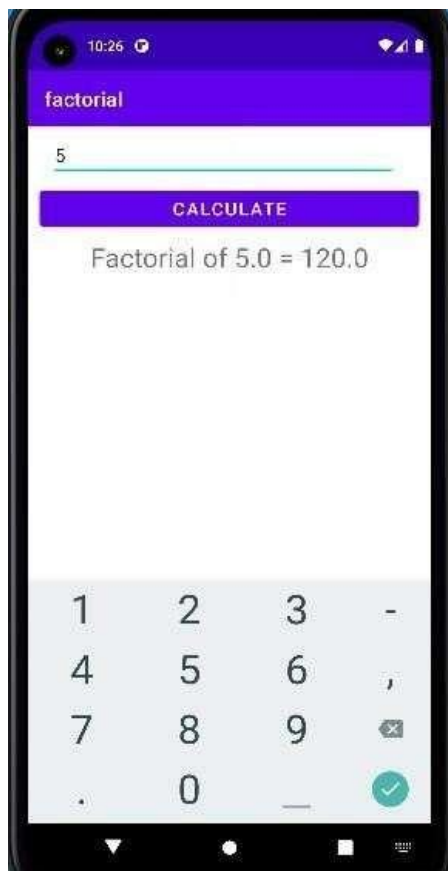 10:26
factorial
5
CALCULATE
Factorial of 5.0 = 120.0
1 2 3 -
4 5 6 ,
7 8 9
. 0 _